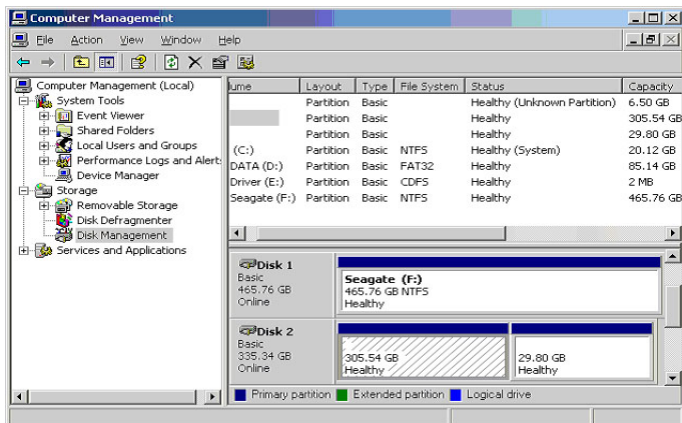 Computer Management
File Action View Window Help
Computer Management (Local)
System Tools
Event Viewer
Shared Folders
Local Users and Groups
Performance Logs and Alert
Device Manager
Storage
Removable Storage
Disk Defragmenter
Disk Management
Services and Applications
lume Layout Type File System Status Capacity
Partition Basic Healthy (Unknown Partition) 6.50 GB
Partition Basic Healthy 305.54 GB
Partition Basic Healthy 29.80 GB
(C:) Partition Basic NTFS Healthy (System) 20.12 GB
DATA (D:) Partition Basic FAT32 Healthy 85.14 GB
Driver (E:) Partition Basic CDFS Healthy 2 MB
Seagate (F:) Partition Basic NTFS Healthy 465.76 GB
Disk 1
Basic
465.76 GB
Online
Seagate (F:)
465.76 GB NTFS
Healthy
Disk 2
Basic
335.34 GB
Online
305.54 GB
Healthy
29.80 GB
Healthy
Primary partition Extended partition Logical drive